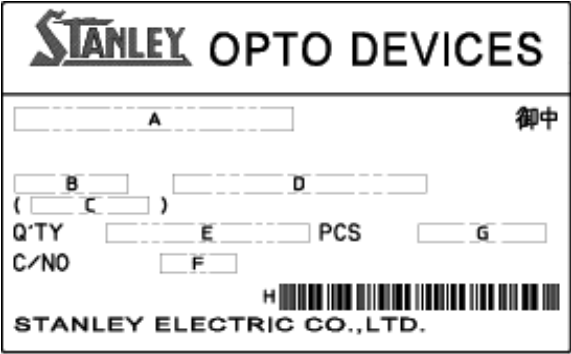 STANLEY OPTO DEVICES
A 御中
B D
( C )
Q'TY E PCS G
C/NO F
H
STANLEY ELECTRIC CO.,LTD.